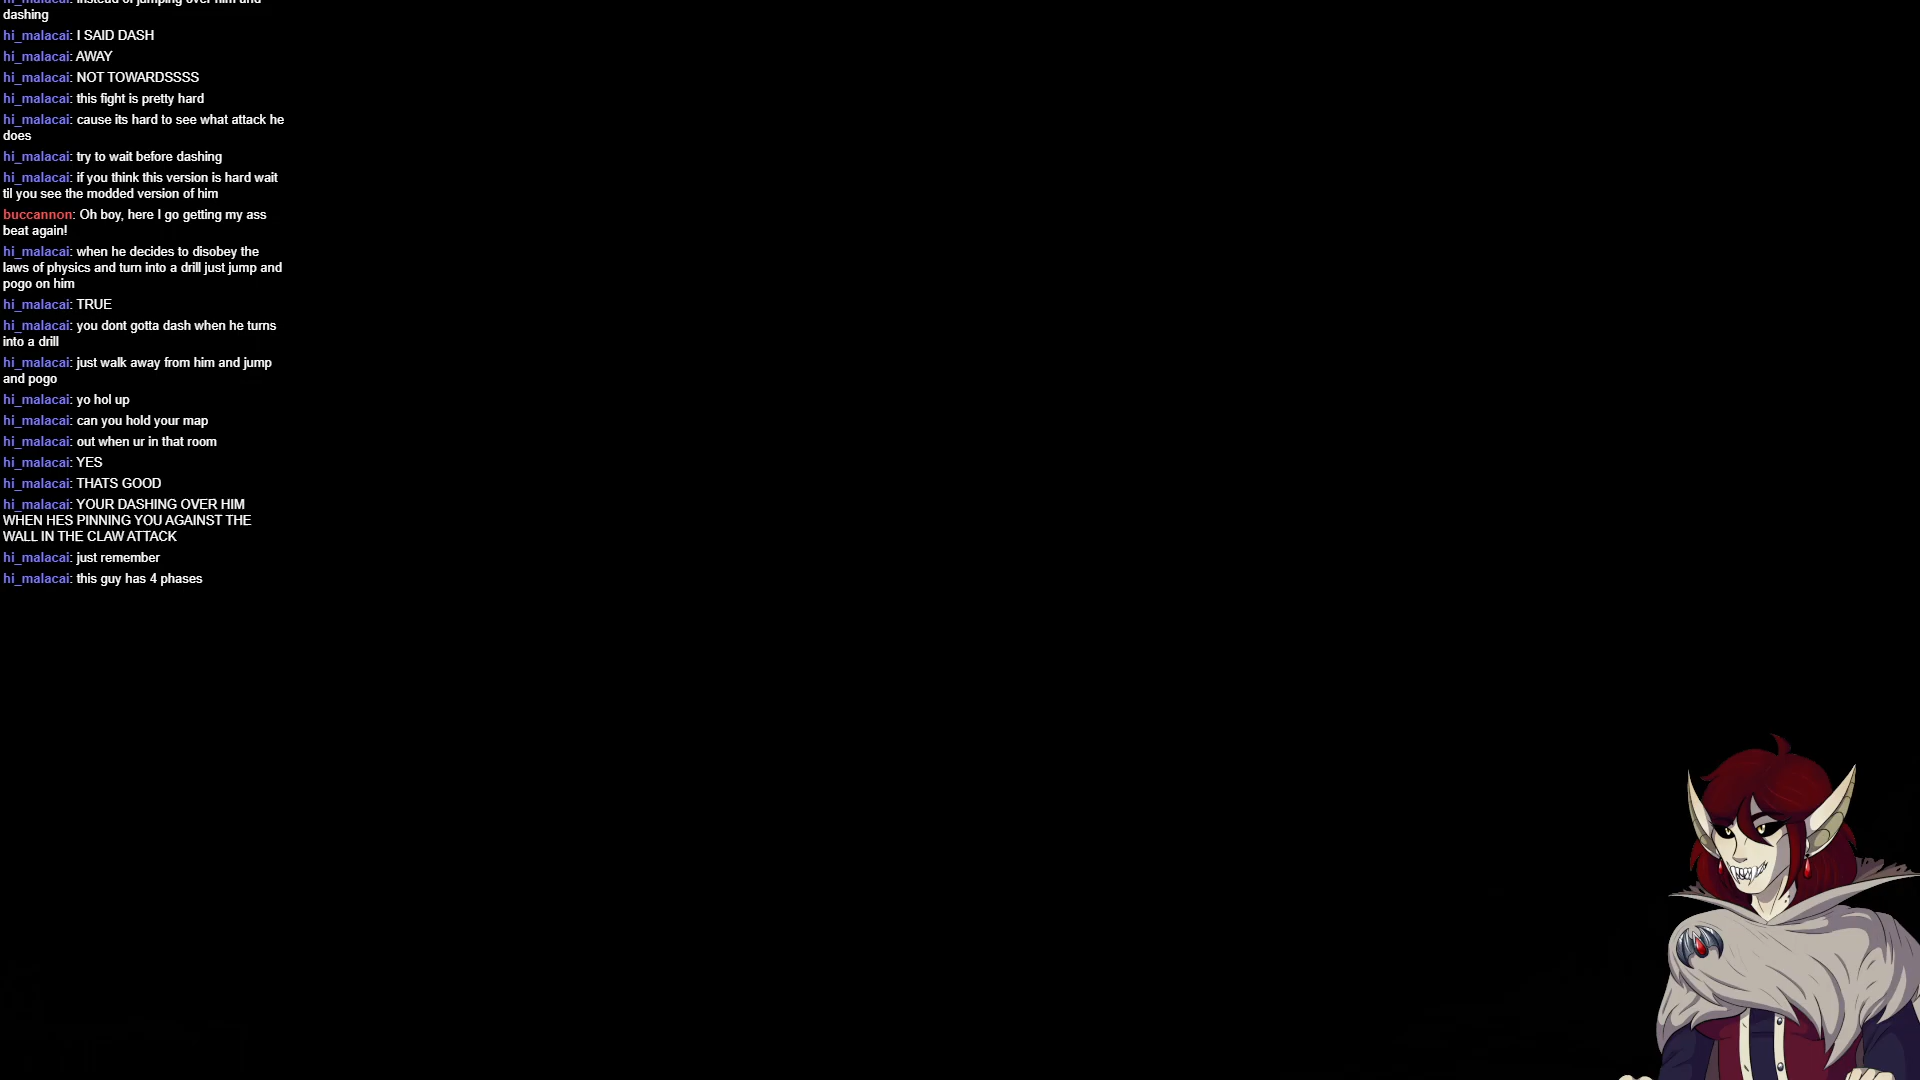 hi_malacai: instead of jumping over him and
dashing
hi_malacai: I SAID DASH
hi_malacai: AWAY
hi_malacai: NOT TOWARDSSSS
hi_malacai: this fight is pretty hard
hi_malacai: cause its hard to see what attack he
does
hi_malacai: try to wait before dashing
hi_malacai: if you think this version is hard wait
til you see the modded version of him
buccannon: Oh boy, here I go getting my ass
beat again!
hi_malacai: when he decides to disobey the
laws of physics and turn into a drill just jump and
pogo on him
hi_malacai: TRUE
hi_malacai: you dont gotta dash when he turns
into a drill
hi_malacai: just walk away from him and jump
and pogo
hi_malacai: yo hol up
hi_malacai: can you hold your map
hi_malacai: out when ur in that room
hi_malacai: YES
hi_malacai: THATS GOOD
hi_malacai: YOUR DASHING OVER HIM
WHEN HES PINNING YOU AGAINST THE
WALL IN THE CLAW ATTACK
hi_malacai: just remember
hi_malacai: this guy has 4 phases